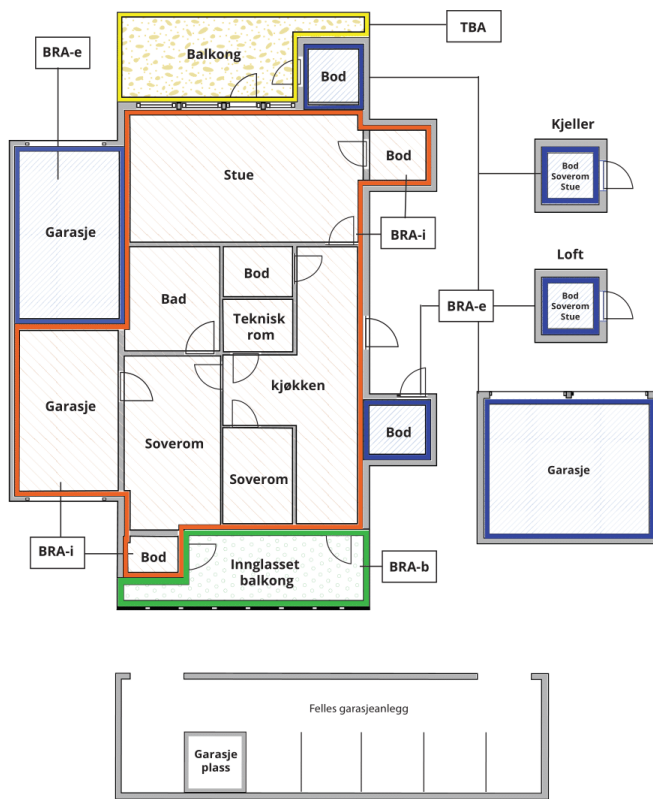 TBA
BRA-e
Balkong
Bod
Kjeller
Bod
Soverom
Stue
Stue
Bod
Garasje
BRA-i
Loft
Bod
Soverom
Stue
Bod
Bad
BRA-e
Teknisk
rom
kjøkken
Garasje
Bod
Soverom
Garasje
Soverom
BRA-i
Bod
Innglasset
balkong
BRA-b
Felles garasjeanlegg
Garasje
plass